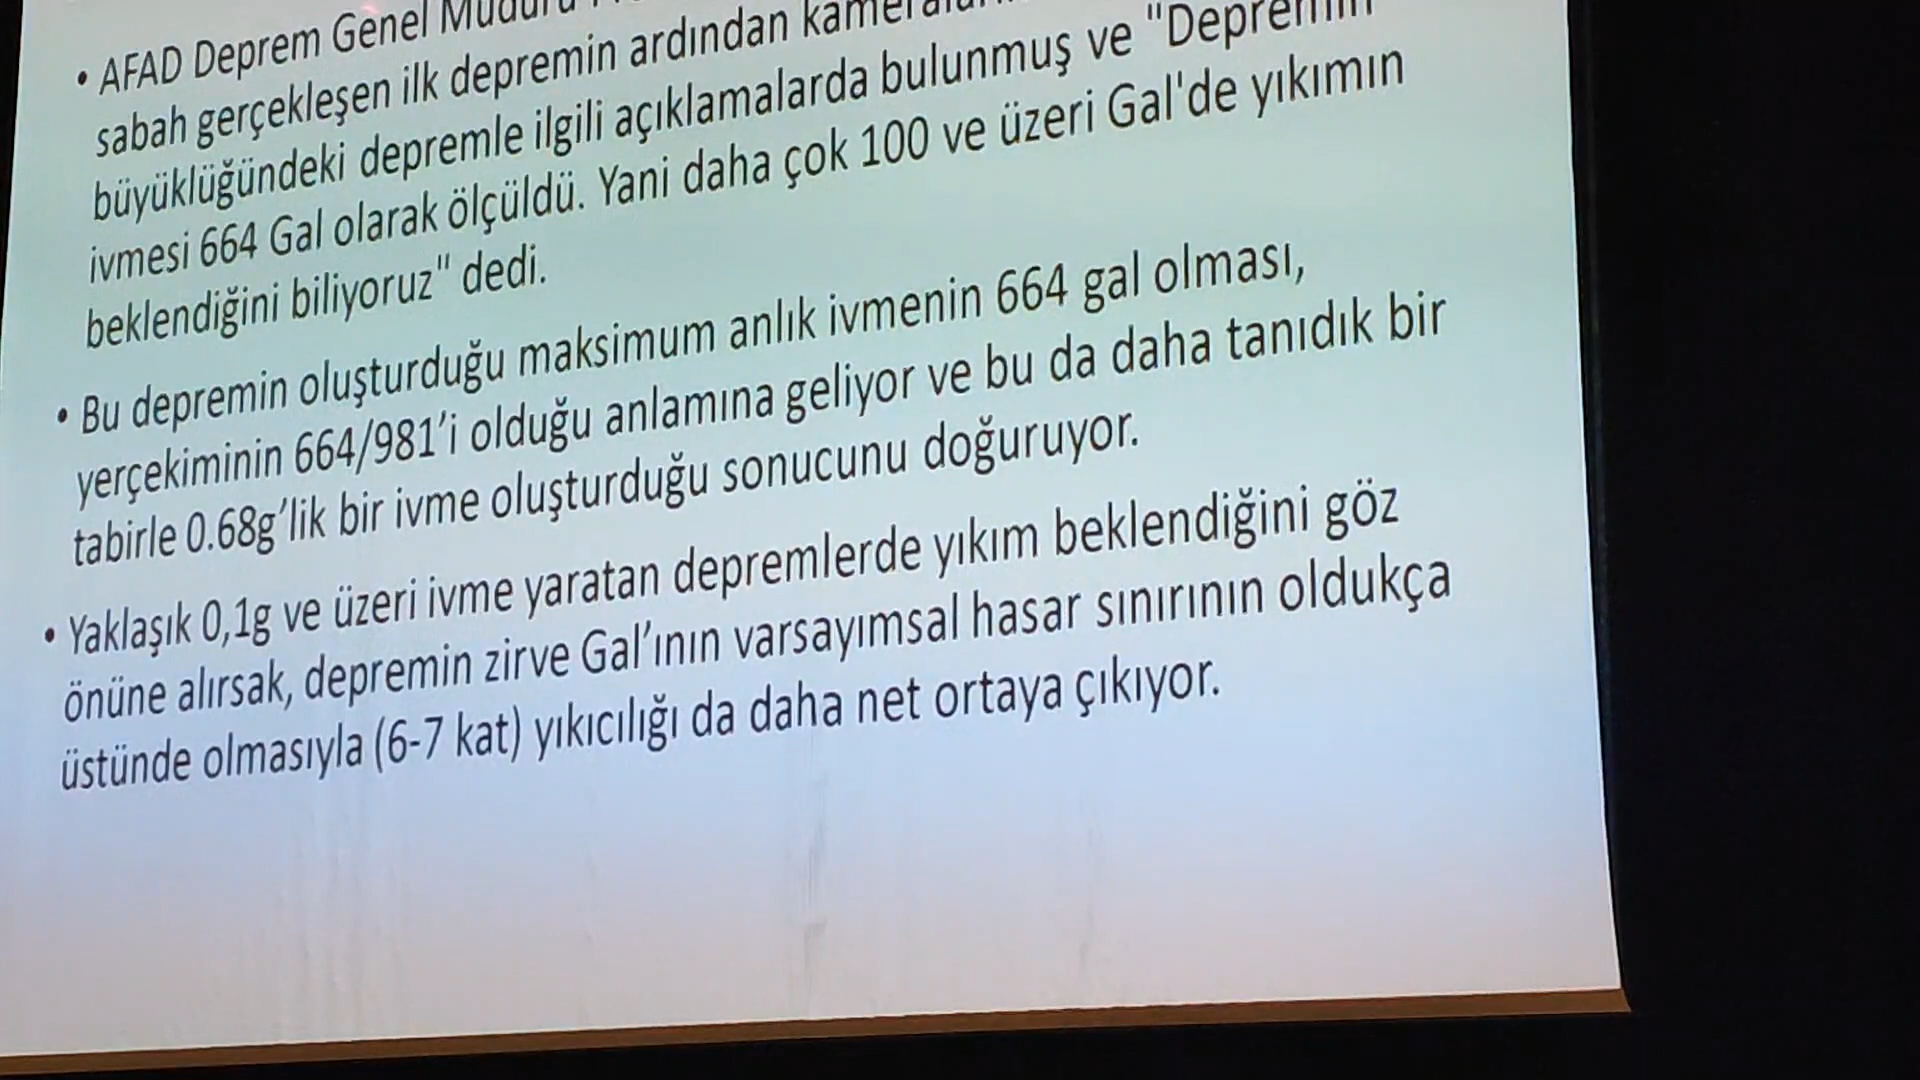 • AFAD Deprem Genel Müdürü
sabah gerçekleşen ilk depremin ardından
büyüklüğündeki depremle ilgili açıklamalarda bulunmuş ve "Depremin
ivmesi 664 Gal olarak ölçüldü. Yani daha çok 100 ve üzeri Gal'de yıkımın
beklendiğini biliyoruz" dedi.
• Bu depremin oluşturduğu maksimum anlık ivmenin 664 gal olması,
yerçekiminin 664/981’i olduğu anlamına geliyor ve bu da daha tanıdık bir
tabirle 0.68g’lik bir ivme oluşturduğu sonucunu doğuruyor.
• Yaklaşık 0,1g ve üzeri ivme yaratan depremlerde yıkım beklendiğini göz
önüne alırsak, depremin zirve Gal’ının varsayımsal hasar sınırının oldukça
üstünde olmasıyla (6-7 kat) yıkıcılığı da daha net ortaya çıkıyor.